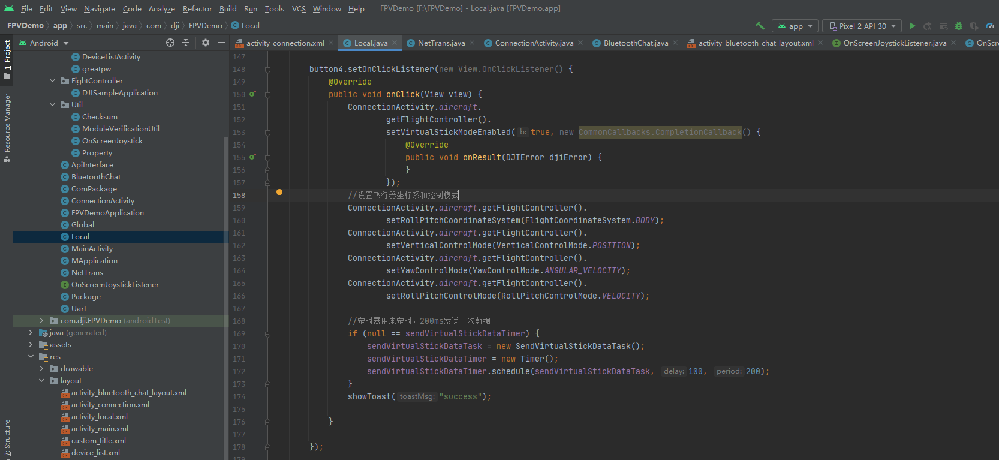 File Edit View Navigate Code Analyze Refactor Build Run Tools VCS Window Help FPVDemo [F:\FPVDemo] - Local.java [FPVDemo.app]
FPVDemo app src main java com dji FPVDemo Local
app Pixel 2 API 30
1: Project
Resource Manager
7: Structure
Android
activity_connection.xml Local.java NetTrans.java ConnectionActivity.java BluetoothChat.java activity_bluetooth_chat_layout.xml OnScreenJoystickListener.java OnScre
DeviceListActivity
greatpw
FightController
DJISampleApplication
Util
Checksum
ModuleVerificationUtil
OnScreenJoystick
Property
ApiInterface
BluetoothChat
ComPackage
ConnectionActivity
FPVDemoApplication
Global
Local
MainActivity
MApplication
NetTrans
OnScreenJoystickListener
Package
Uart
com.dji.FPVDemo (androidTest)
java (generated)
assets
res
drawable
layout
activity_bluetooth_chat_layout.xml
activity_connection.xml
activity_local.xml
activity_main.xml
custom_title.xml
device_list.xml
147
148 button4.setOnClickListener(new View.OnClickListener() {
149 @Override
150 public void onClick(View view) {
151 ConnectionActivity.aircraft.
152 getFlightController().
153 setVirtualStickModeEnabled( b: true, new CommonCallbacks.CompletionCallback() {
154 @Override
155 public void onResult(DJIError djiError) {
156 }
157 });
158 //设置飞行器坐标系和控制模式
159 ConnectionActivity.aircraft.getFlightController().
160 setRollPitchCoordinateSystem(FlightCoordinateSystem.BODY);
161 ConnectionActivity.aircraft.getFlightController().
162 setVerticalControlMode(VerticalControlMode.POSITION);
163 ConnectionActivity.aircraft.getFlightController().
164 setYawControlMode(YawControlMode.ANGULAR_VELOCITY);
165 ConnectionActivity.aircraft.getFlightController().
166 setRollPitchControlMode(RollPitchControlMode.VELOCITY);
167
168 //定时器用来定时，200ms发送一次数据
169 if (null == sendVirtualStickDataTimer) {
170 sendVirtualStickDataTask = new SendVirtualStickDataTask();
171 sendVirtualStickDataTimer = new Timer();
172 sendVirtualStickDataTimer.schedule(sendVirtualStickDataTask, delay: 100, period: 200);
173 }
174 showToast( toastMsg: "success");
175
176 }
177
178 });
179